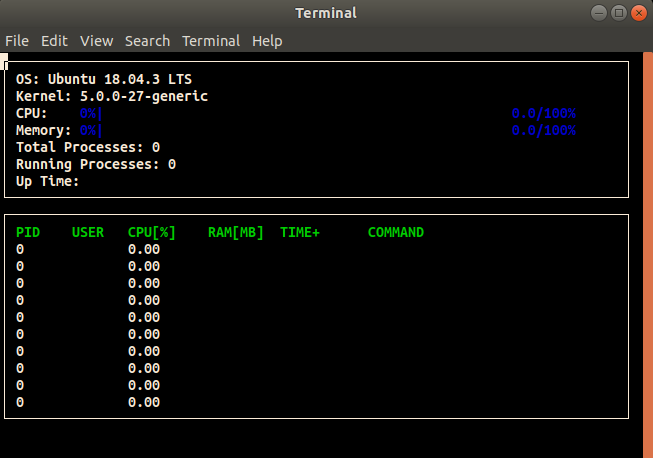 Terminal
File Edit View Search Terminal Help
OS: Ubuntu 18.04.3 LTS
Kernel: 5.0.0-27-generic
CPU: 0%| 0.0/100%
Memory: 0%| 0.0/100%
Total Processes: 0
Running Processes: 0
Up Time:
PID USER CPU[%] RAM[MB] TIME+ COMMAND
0 0.00
0 0.00
0 0.00
0 0.00
0 0.00
0 0.00
0 0.00
0 0.00
0 0.00
0 0.00